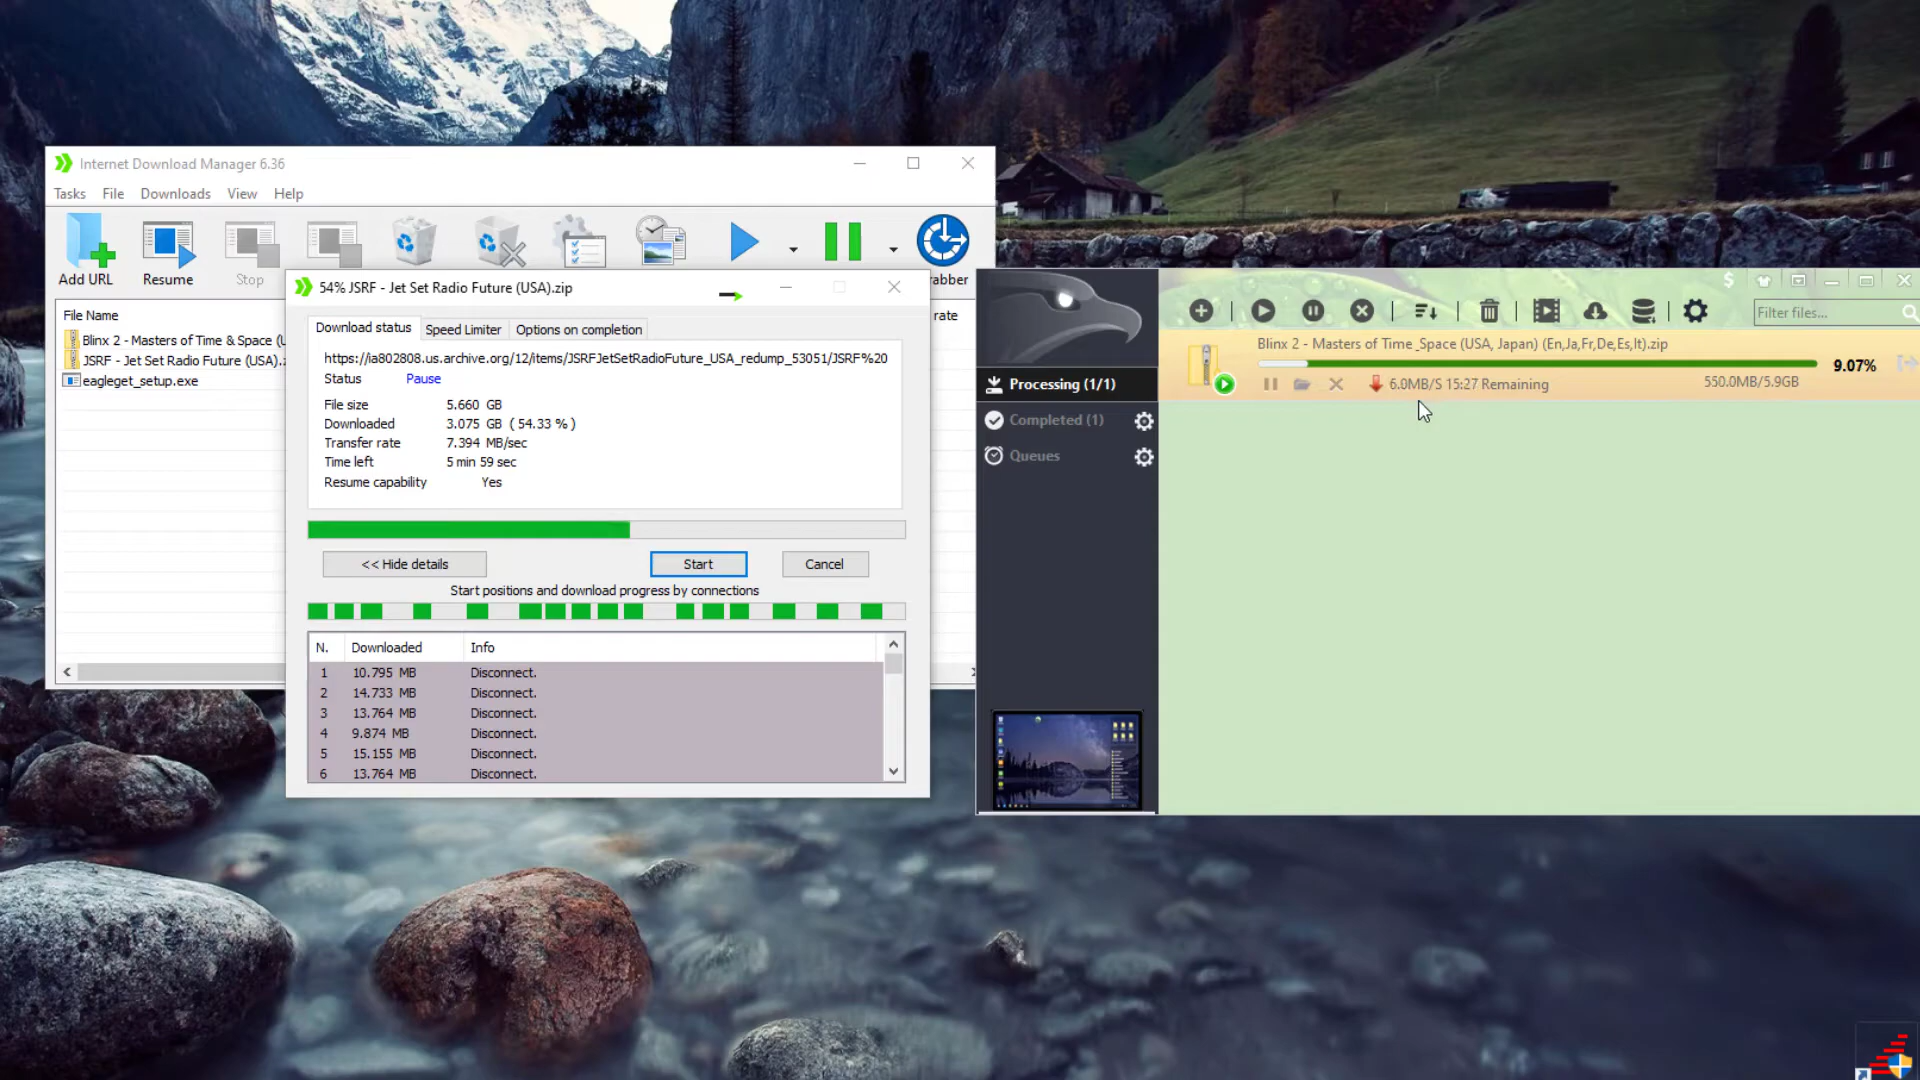 Internet Download Manager 6.36
Tasks File Downloads View Help
Add URL Resume Stop
abber
File Name
rate
Blinx 2 - Masters of Time & Space (U
JSRF - Jet Set Radio Future (USA).z
eagleget_setup.exe
54% JSRF - Jet Set Radio Future (USA).zip
Download status Speed Limiter Options on completion
https://ia802808.us.archive.org/12/items/JSRFJetSetRadioFuture_USA_redump_53051/JSRF%20
Status Pause
File size 5.660 GB
Downloaded 3.075 GB ( 54.33 % )
Transfer rate 7.394 MB/sec
Time left 5 min 59 sec
Resume capability Yes
<< Hide details Start Cancel
Start positions and download progress by connections
N. Downloaded Info
1 10.795 MB Disconnect.
2 14.733 MB Disconnect.
3 13.764 MB Disconnect.
4 9.874 MB Disconnect.
5 15.155 MB Disconnect.
6 13.764 MB Disconnect.
Filter files...
Processing (1/1)
Completed (1)
Queues
Blinx 2 - Masters of Time _Space (USA, Japan) (En,Ja,Fr,De,Es,It).zip
9.07%
6.0MB/S 15:27 Remaining
550.0MB/5.9GB